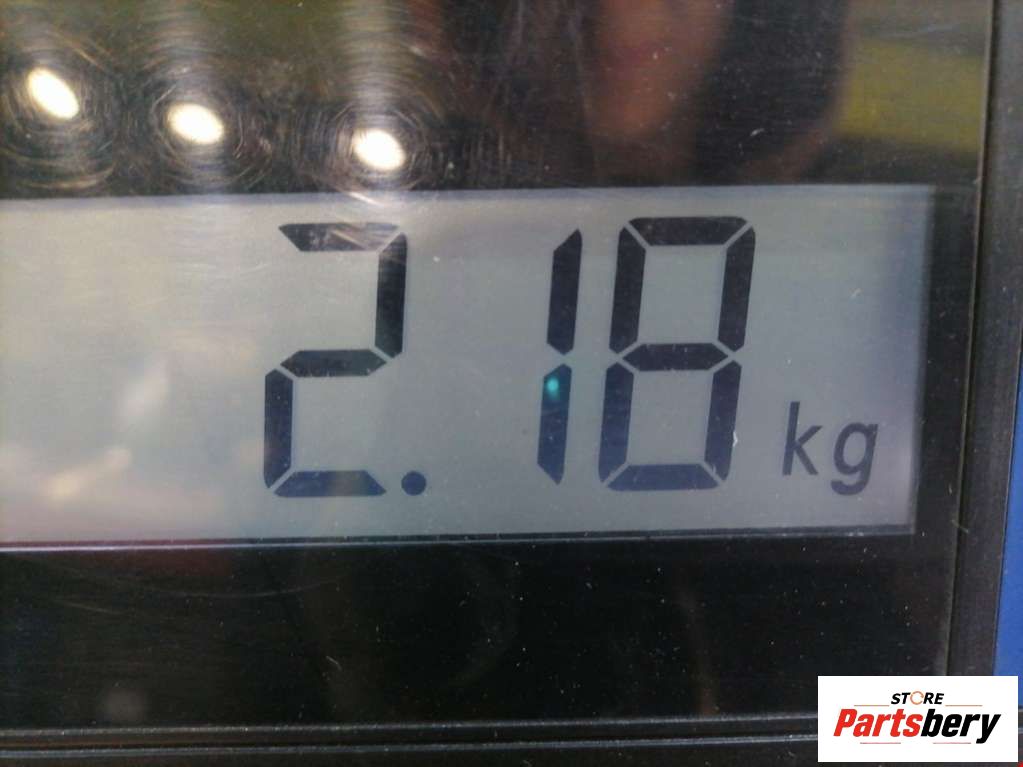 2.18 kg
STORE
Partsbery